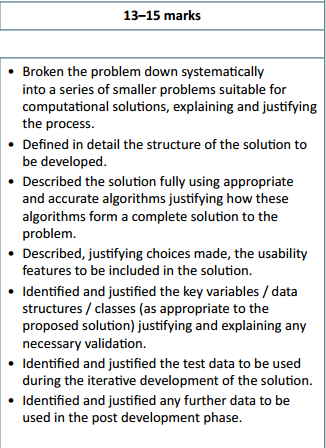 13–15 marks
• Broken the problem down systematically
into a series of smaller problems suitable for
computational solutions, explaining and justifying
the process.
• Defined in detail the structure of the solution to
be developed.
• Described the solution fully using appropriate
and accurate algorithms justifying how these
algorithms form a complete solution to the
problem.
• Described, justifying choices made, the usability
features to be included in the solution.
• Identified and justified the key variables / data
structures / classes (as appropriate to the
proposed solution) justifying and explaining any
necessary validation.
• Identified and justified the test data to be used
during the iterative development of the solution.
• Identified and justified any further data to be
used in the post development phase.